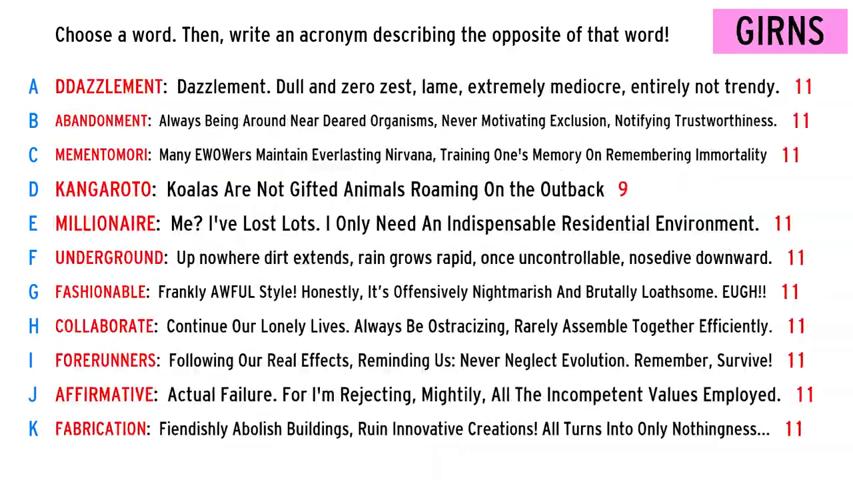 Choose a word. Then, write an acronym describing the opposite of that word!
GIRNS
A DDAZZLEMENT: Dazzlement. Dull and zero zest, lame, extremely mediocre, entirely not trendy. 11
B ABANDONMENT: Always Being Around Near Deared Organisms, Never Motivating Exclusion, Notifying Trustworthiness. 11
C MEMENTOMORI: Many EWOWers Maintain Everlasting Nirvana, Training One's Memory On Remembering Immortality 11
D KANGAROTO: Koalas Are Not Gifted Animals Roaming On the Outback 9
E MILLIONAIRE: Me? I've Lost Lots. I Only Need An Indispensable Residential Environment. 11
F UNDERGROUND: Up nowhere dirt extends, rain grows rapid, once uncontrollable, nosedive downward. 11
G FASHIONABLE: Frankly AWFUL Style! Honestly, It's Offensively Nightmarish And Brutally Loathsome. EUGH!! 11
H COLLABORATE: Continue Our Lonely Lives. Always Be Ostracizing, Rarely Assemble Together Efficiently. 11
I FORERUNNERS: Following Our Real Effects, Reminding Us: Never Neglect Evolution. Remember, Survive! 11
J AFFIRMATIVE: Actual Failure. For I'm Rejecting, Mightily, All The Incompetent Values Employed. 11
K FABRICATION: Fiendishly Abolish Buildings, Ruin Innovative Creations! All Turns Into Only Nothingness... 11